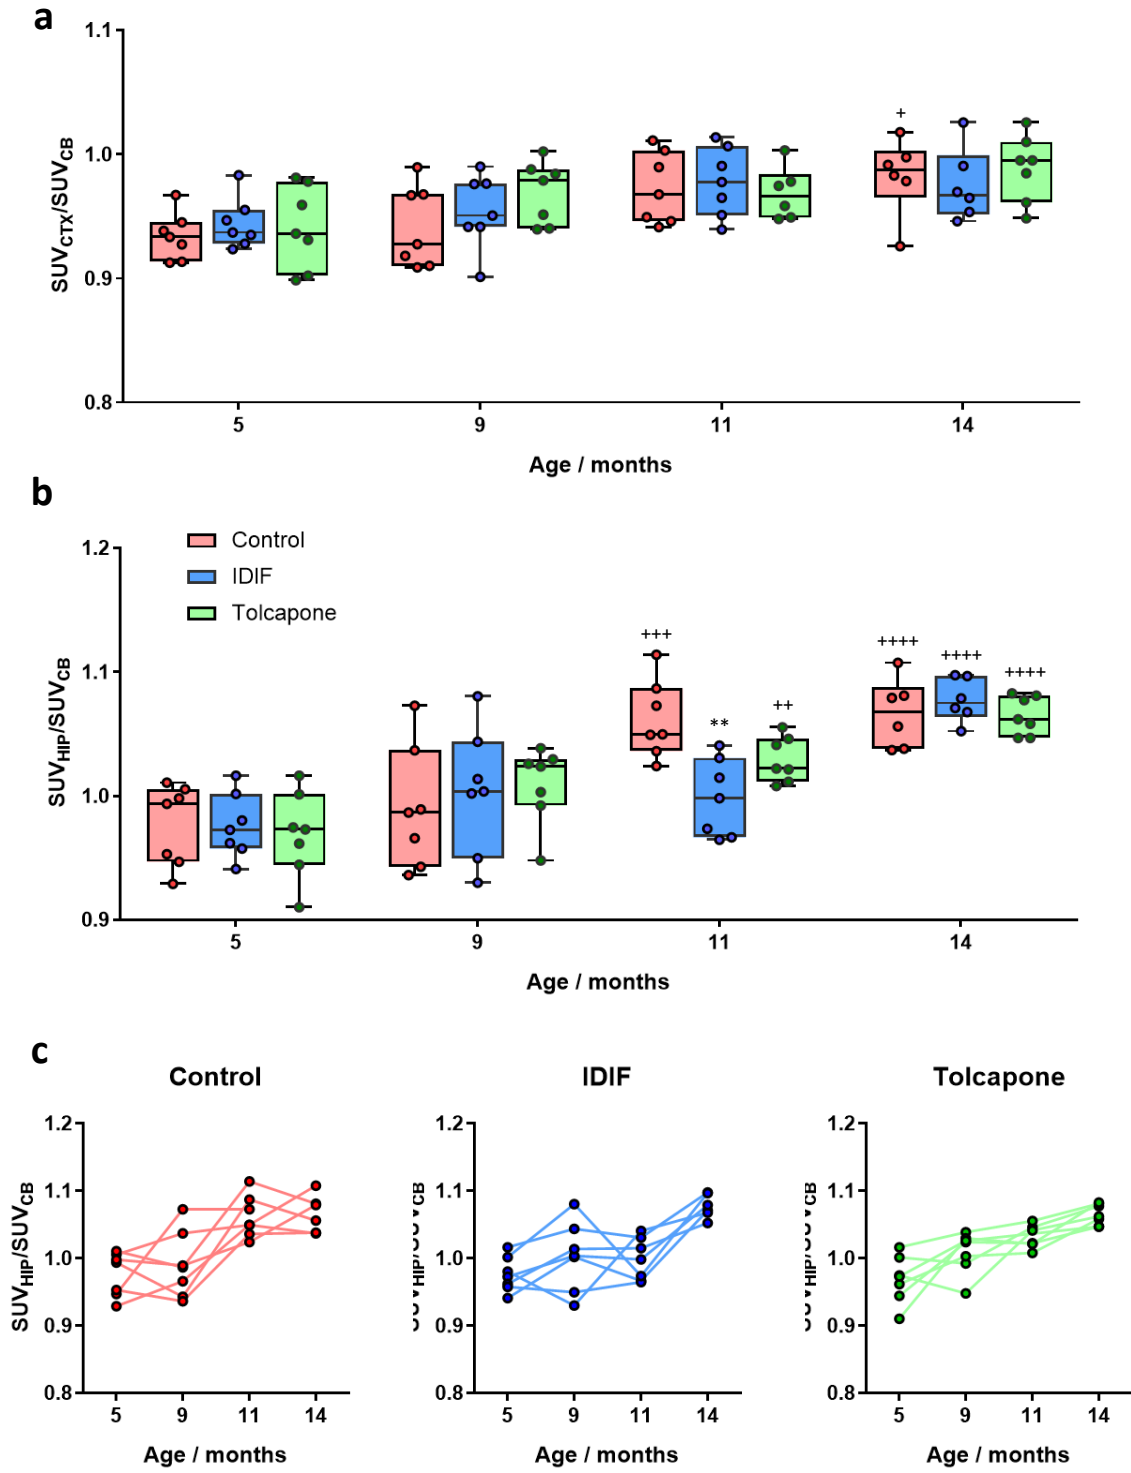 a
1.1
1.0
0.9
0.8
SUVCTX/SUVCB
+
5 9 11 14
Age / months
b
Control
IDIF
Tolcapone
1.2
1.1
1.0
0.9
SUVHIP/SUVCB
+++
**
++
++++
++++
++++
5 9 11 14
Age / months
c
Control IDIF Tolcapone
1.2 1.2 1.2
1.1 1.1 1.1
1.0 1.0 1.0
0.9 0.9 0.9
0.8 0.8 0.8
SUVHIP/SUVCB SUVHIP/SUVCB SUVHIP/SUVCB
5 9 11 14 5 9 11 14 5 9 11 14
Age / months Age / months Age / months